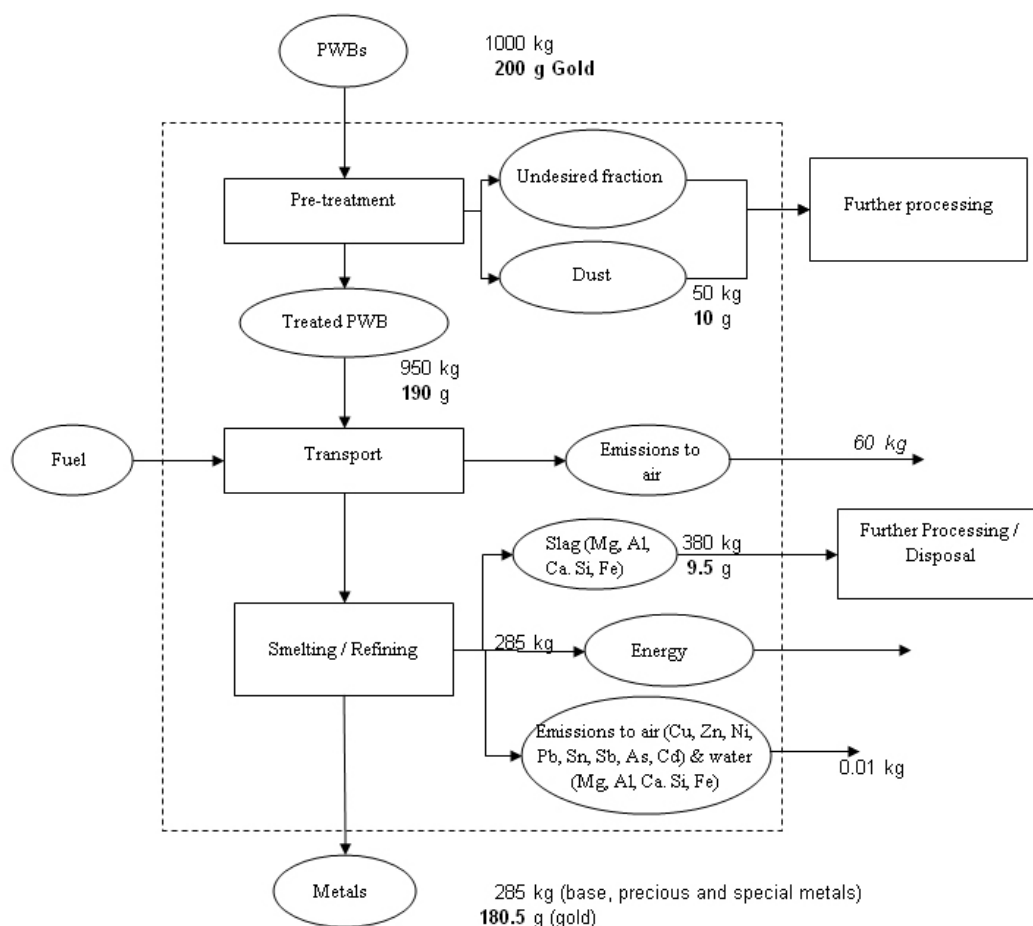 PWBs
1000 kg
200 g Gold
Pre-treatment
Undesired fraction
Further processing
Dust
50 kg
10 g
Treated PWB
950 kg
190 g
Fuel
Transport
Emissions to
air
60 kg
Slag (Mg, Al,
Ca. Si, Fe)
380 kg
9.5 g
Further Processing /
Disposal
Smelting / Refining
285 kg
Energy
Emissions to air (Cu, Zn, Ni,
Pb, Sn, Sb, As, Cd) & water
(Mg, Al, Ca. Si, Fe)
0.01 kg
Metals
285 kg (base, precious and special metals)
180.5 g (gold)